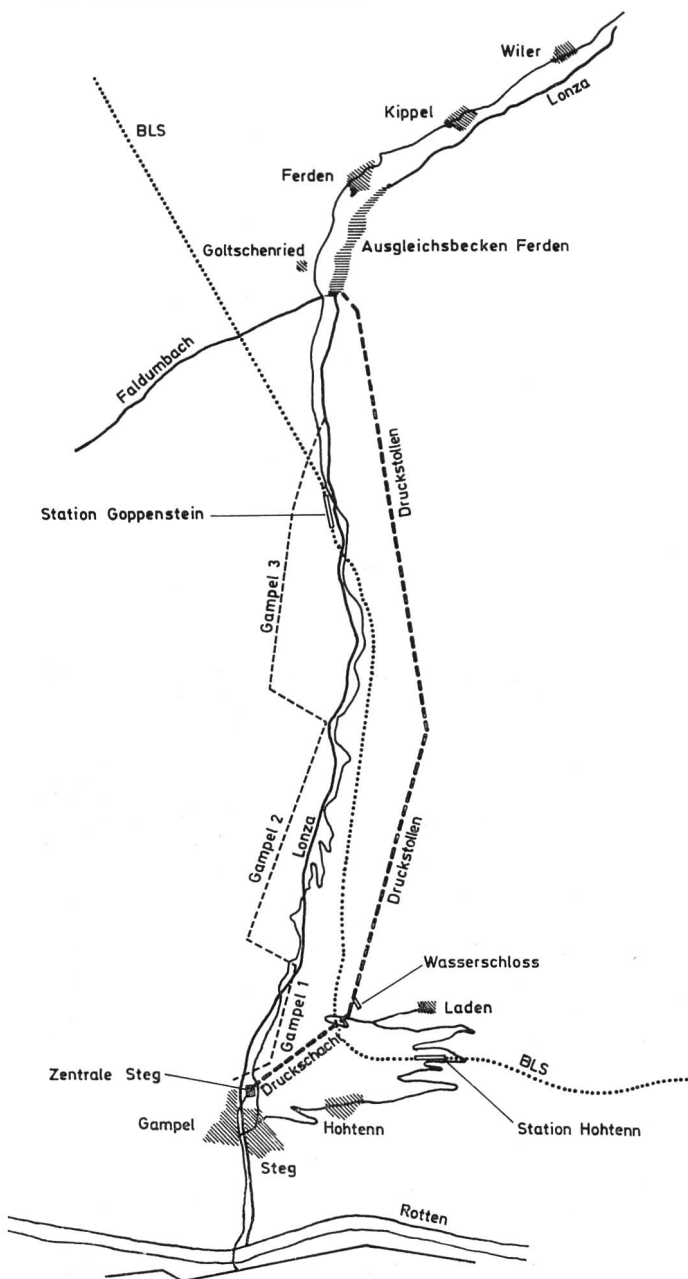 Wiler
Lonza
Kippel
BLS
Ferden
Goltschenried
Ausgleichsbecken Ferden
Faldumbach
Druckstollen
Station Goppenstein
Gampel 3
Gampel 2
Lonza
Druckstollen
Wasserschloss
Laden
Gampel 1
Druckschacht
Zentrale Steg
BLS
Gampel
Hohtenn
Station Hohtenn
Steg
Rotten